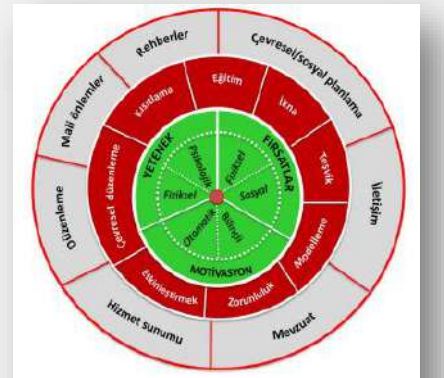 Rehberler
Çevresel/sosyal planlama
İletişim
Mevzuat
Hizmet sunumu
Düzenleme
Mali önlemler
Eğitim
İkna
Teşvik
Modelleme
Zorunluluk
Etkinleştirmek
Çevresel düzenleme
Kısıtlama
YETENEK
FIRSATLAR
MOTİVASYON
Psikolojik
Fiziksel
Fiziksel
Sosyal
Otomatik
Bilinçli